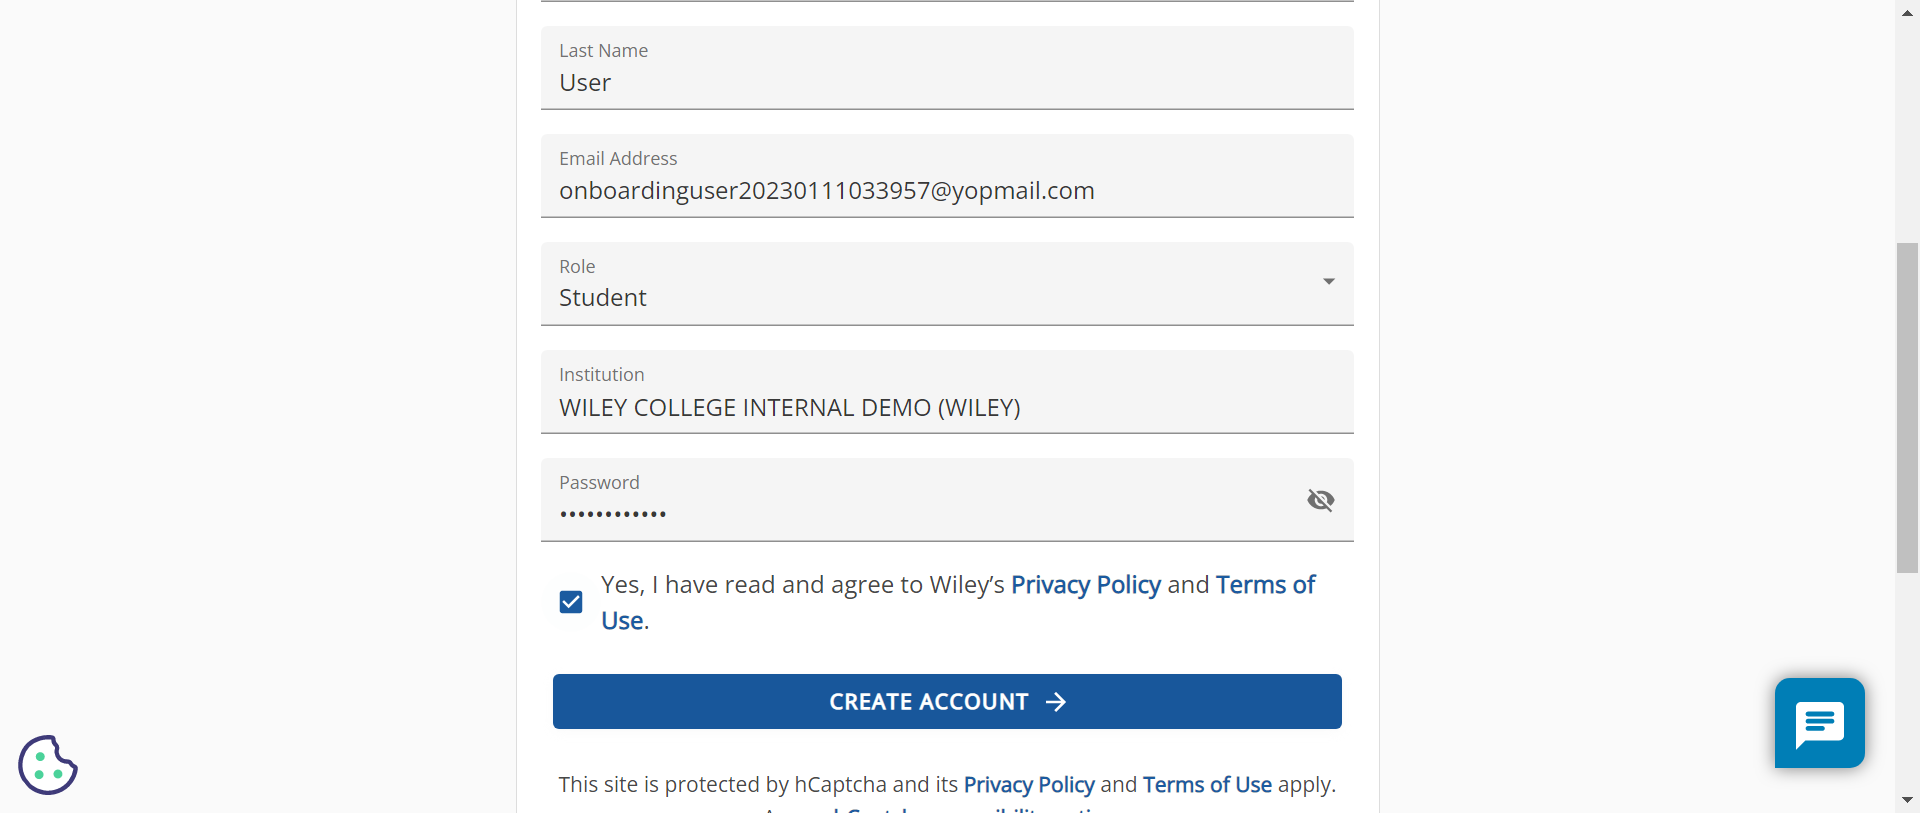 Last Name
User
Email Address
onboardinguser20230111033957@yopmail.com
Role
Student
Institution
WILEY COLLEGE INTERNAL DEMO (WILEY)
Password
••••••••••••
Yes, I have read and agree to Wiley’s Privacy Policy and Terms of
Use.
CREATE ACCOUNT
This site is protected by hCaptcha and its Privacy Policy and Terms of Use apply.